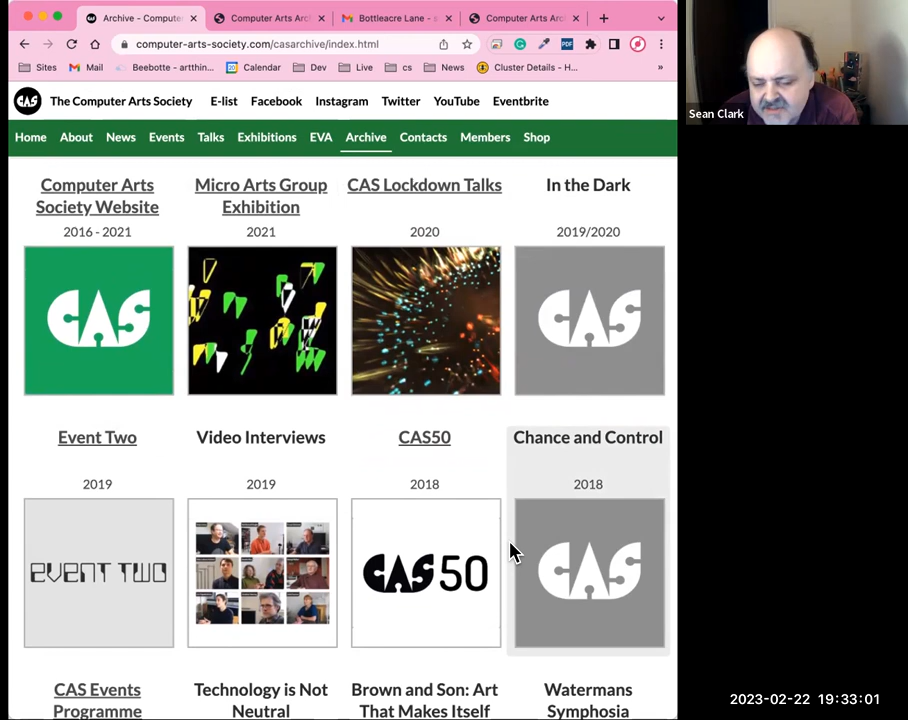 Archive - Compute
Computer Arts Arc
Bottleacre Lane - s
Computer Arts Arc
computer-arts-society.com/casarchive/index.html
Sites Mail Beebotte - artthin... Calendar Dev Live cs News Cluster Details - H... »
CAS The Computer Arts Society E-list Facebook Instagram Twitter YouTube Eventbrite
Home About News Events Talks Exhibitions EVA Archive Contacts Members Shop
Computer Arts
Society Website
2016 - 2021
CAS
Micro Arts Group
Exhibition
2021
CAS Lockdown Talks
2020
In the Dark
2019/2020
CAS
Event Two
2019
EVENT TWO
Video Interviews
2019
CAS50
2018
CAS 50
Chance and Control
2018
CAS
CAS Events
Programme
Technology is Not
Neutral
Brown and Son: Art
That Makes Itself
Watermans
Symphosia
Sean Clark
2023-02-22 19:33:01